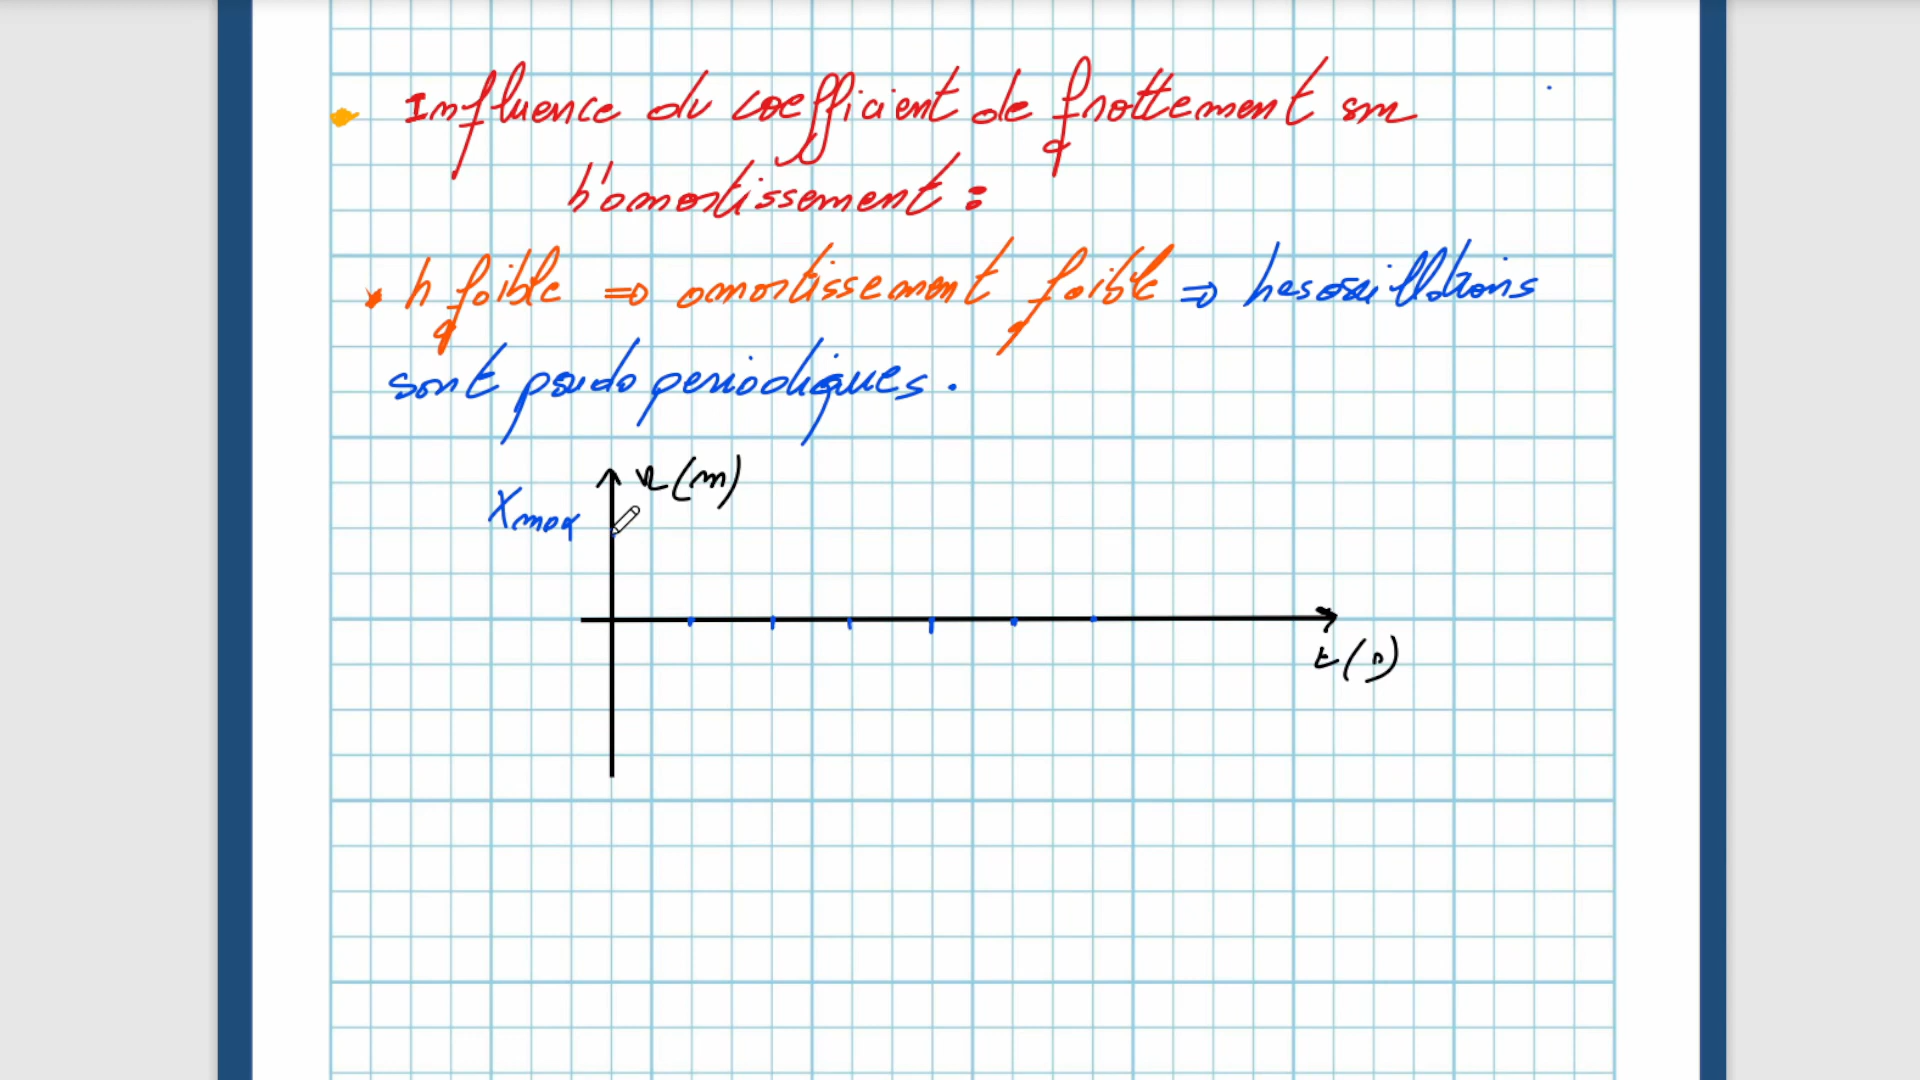 Influence du coefficient de frottement sur
l'amortissement :
h faible => amortissement faible => les oscillations
sont pseudo periodiques.
x (m)
Xmax
t (s)